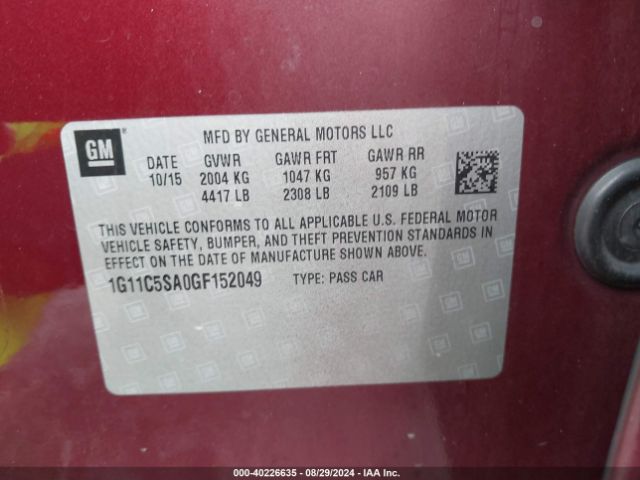 GM
MFD BY GENERAL MOTORS LLC
DATE GVWR GAWR FRT GAWR RR
10/15 2004 KG 1047 KG 957 KG
4417 LB 2308 LB 2109 LB
THIS VEHICLE CONFORMS TO ALL APPLICABLE U.S. FEDERAL MOTOR
VEHICLE SAFETY, BUMPER, AND THEFT PREVENTION STANDARDS IN
EFFECT ON THE DATE OF MANUFACTURE SHOWN ABOVE.
1G11C5SA0GF152049 TYPE: PASS CAR
000-40226635 - 08/29/2024 - IAA Inc.